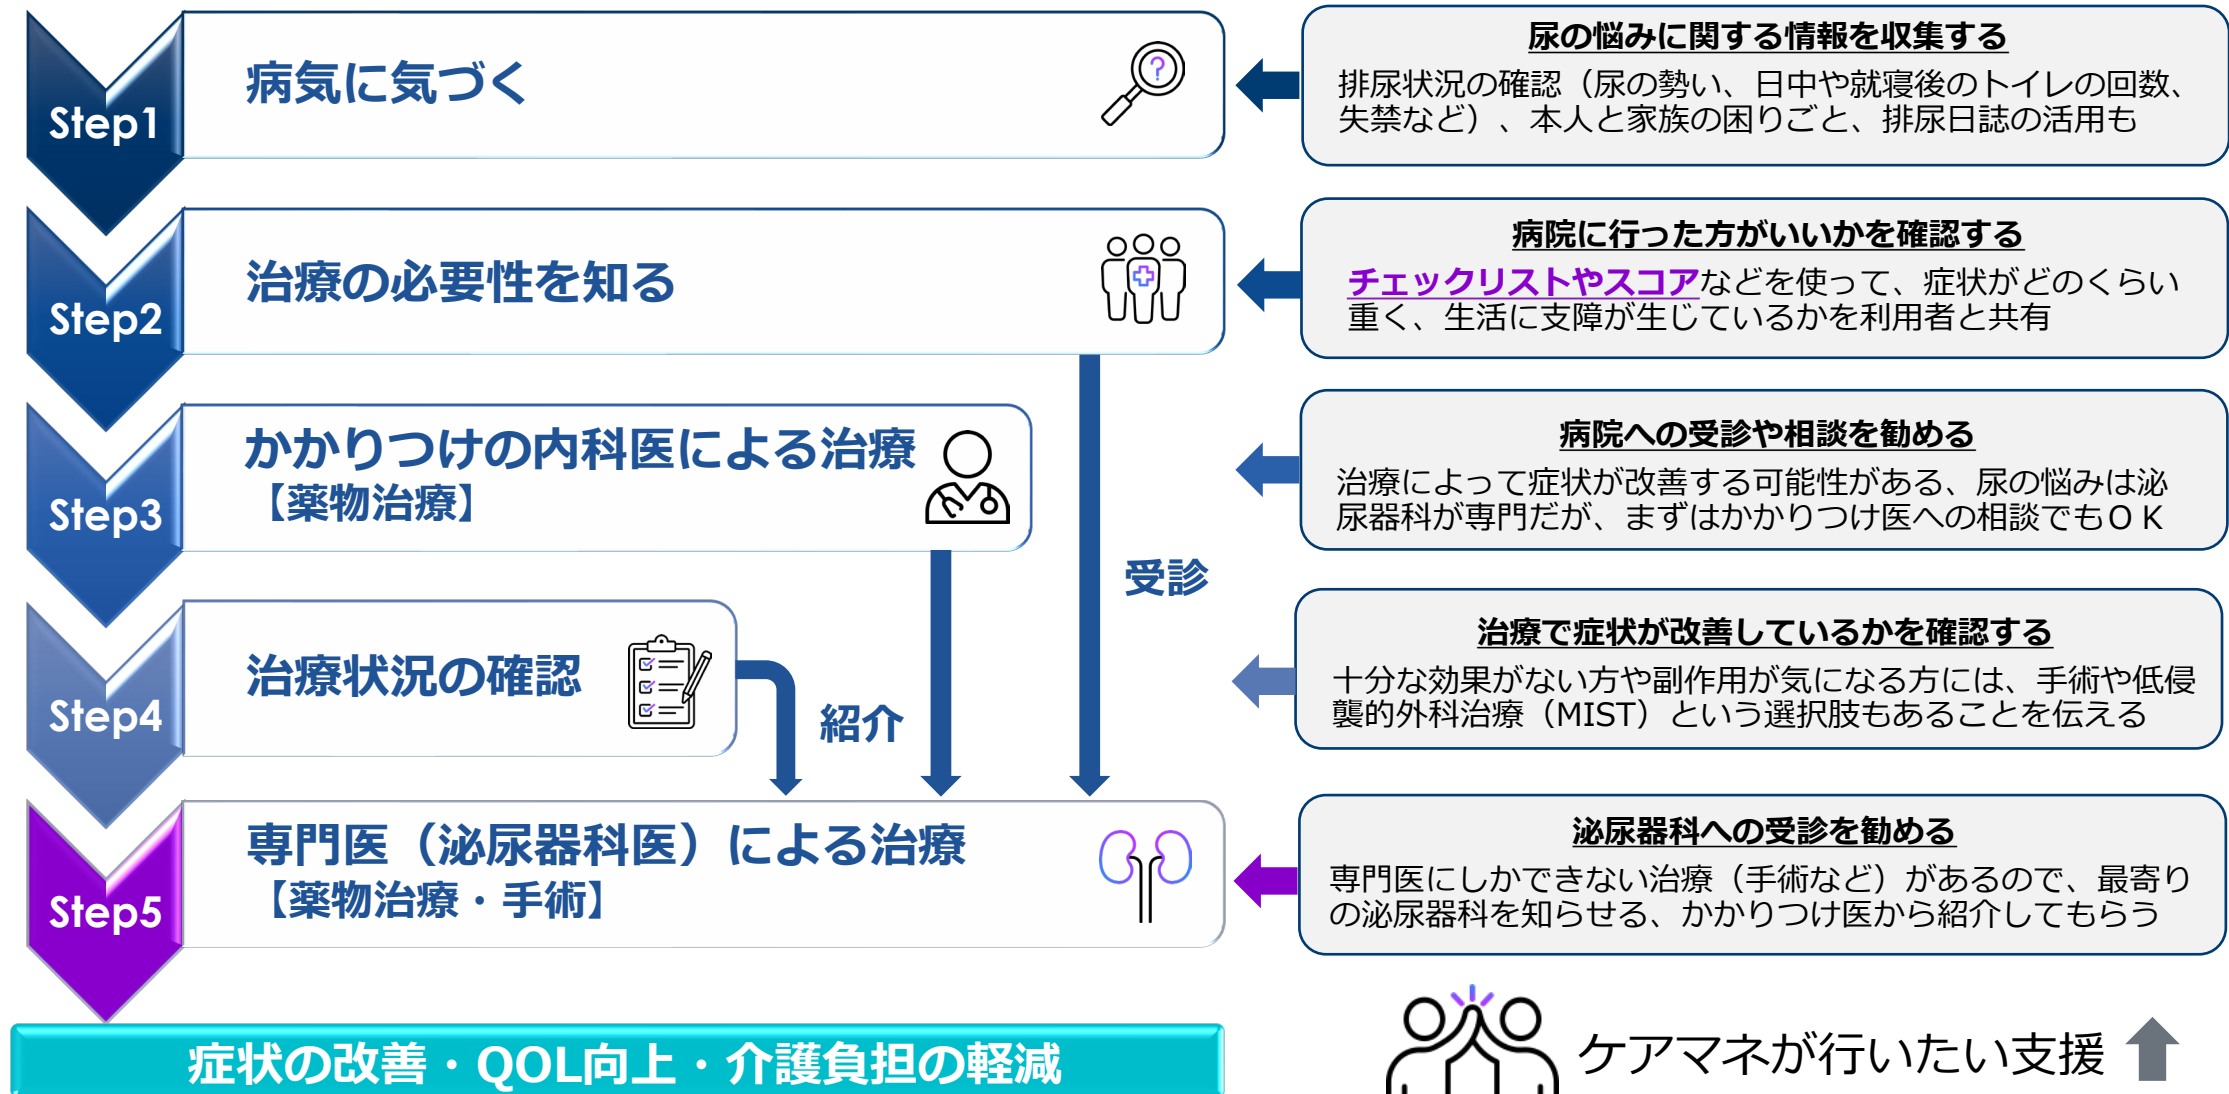 Step1
病気に気づく
尿の悩みに関する情報を収集する
排尿状況の確認（尿の勢い、日中や就寝後のトイレの回数、
失禁など）、本人と家族の困りごと、排尿日誌の活用も
Step2
治療の必要性を知る
病院に行った方がいいかを確認する
チェックリストやスコアなどを使って、症状がどのくらい
重く、生活に支障が生じているかを利用者と共有
Step3
かかりつけの内科医による治療
【薬物治療】
病院への受診や相談を勧める
治療によって症状が改善する可能性がある、尿の悩みは泌
尿器科が専門だが、まずはかかりつけ医への相談でもＯＫ
受診
Step4
治療状況の確認
紹介
治療で症状が改善しているかを確認する
十分な効果がない方や副作用が気になる方には、手術や低侵
襲的外科治療（MIST）という選択肢もあることを伝える
Step5
専門医（泌尿器科医）による治療
【薬物治療・手術】
泌尿器科への受診を勧める
専門医にしかできない治療（手術など）があるので、最寄り
の泌尿器科を知らせる、かかりつけ医から紹介してもらう
症状の改善・QOL向上・介護負担の軽減
ケアマネが行いたい支援